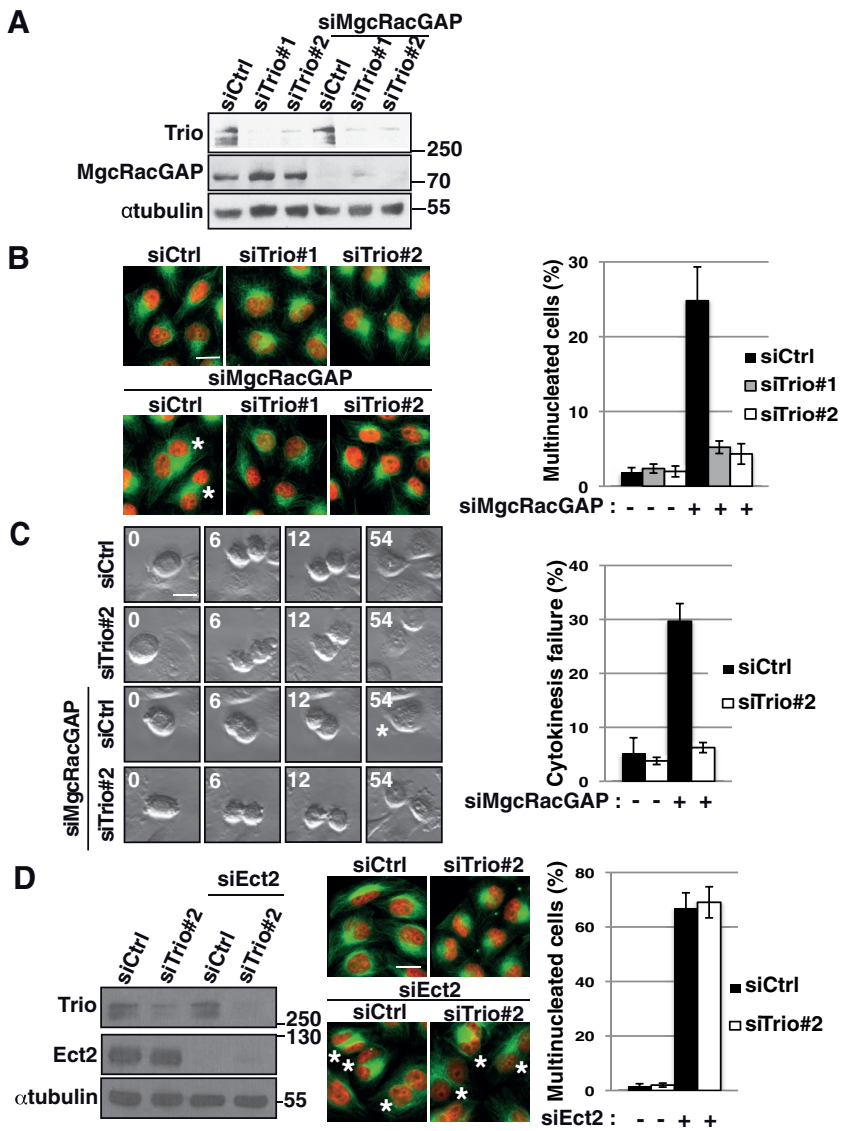 A
siMgcRacGAP
siCtrl siTrio#1 siTrio#2 siCtrl siTrio#1 siTrio#2
Trio
250
MgcRacGAP
70
αtubulin
55
B
siCtrl siTrio#1 siTrio#2
siMgcRacGAP
siCtrl siTrio#1 siTrio#2
*
*
Multinucleated cells (%)
30
20
10
0
siCtrl
siTrio#1
siTrio#2
siMgcRacGAP : - - - + + +
C
siCtrl
0 6 12 54
siTrio#2
0 6 12 54
siMgcRacGAP
siCtrl
0 6 12 54
*
siTrio#2
0 6 12 54
Cytokinesis failure (%)
40
30
20
10
0
siCtrl
siTrio#2
siMgcRacGAP : - - + +
D
siEct2
siCtrl siTrio#2 siCtrl siTrio#2
Trio
250
130
Ect2
αtubulin
55
siCtrl siTrio#2
siEct2
siCtrl siTrio#2
* * *
* * *
Multinucleated cells (%)
80
60
40
20
0
siCtrl
siTrio#2
siEct2 : - - + +